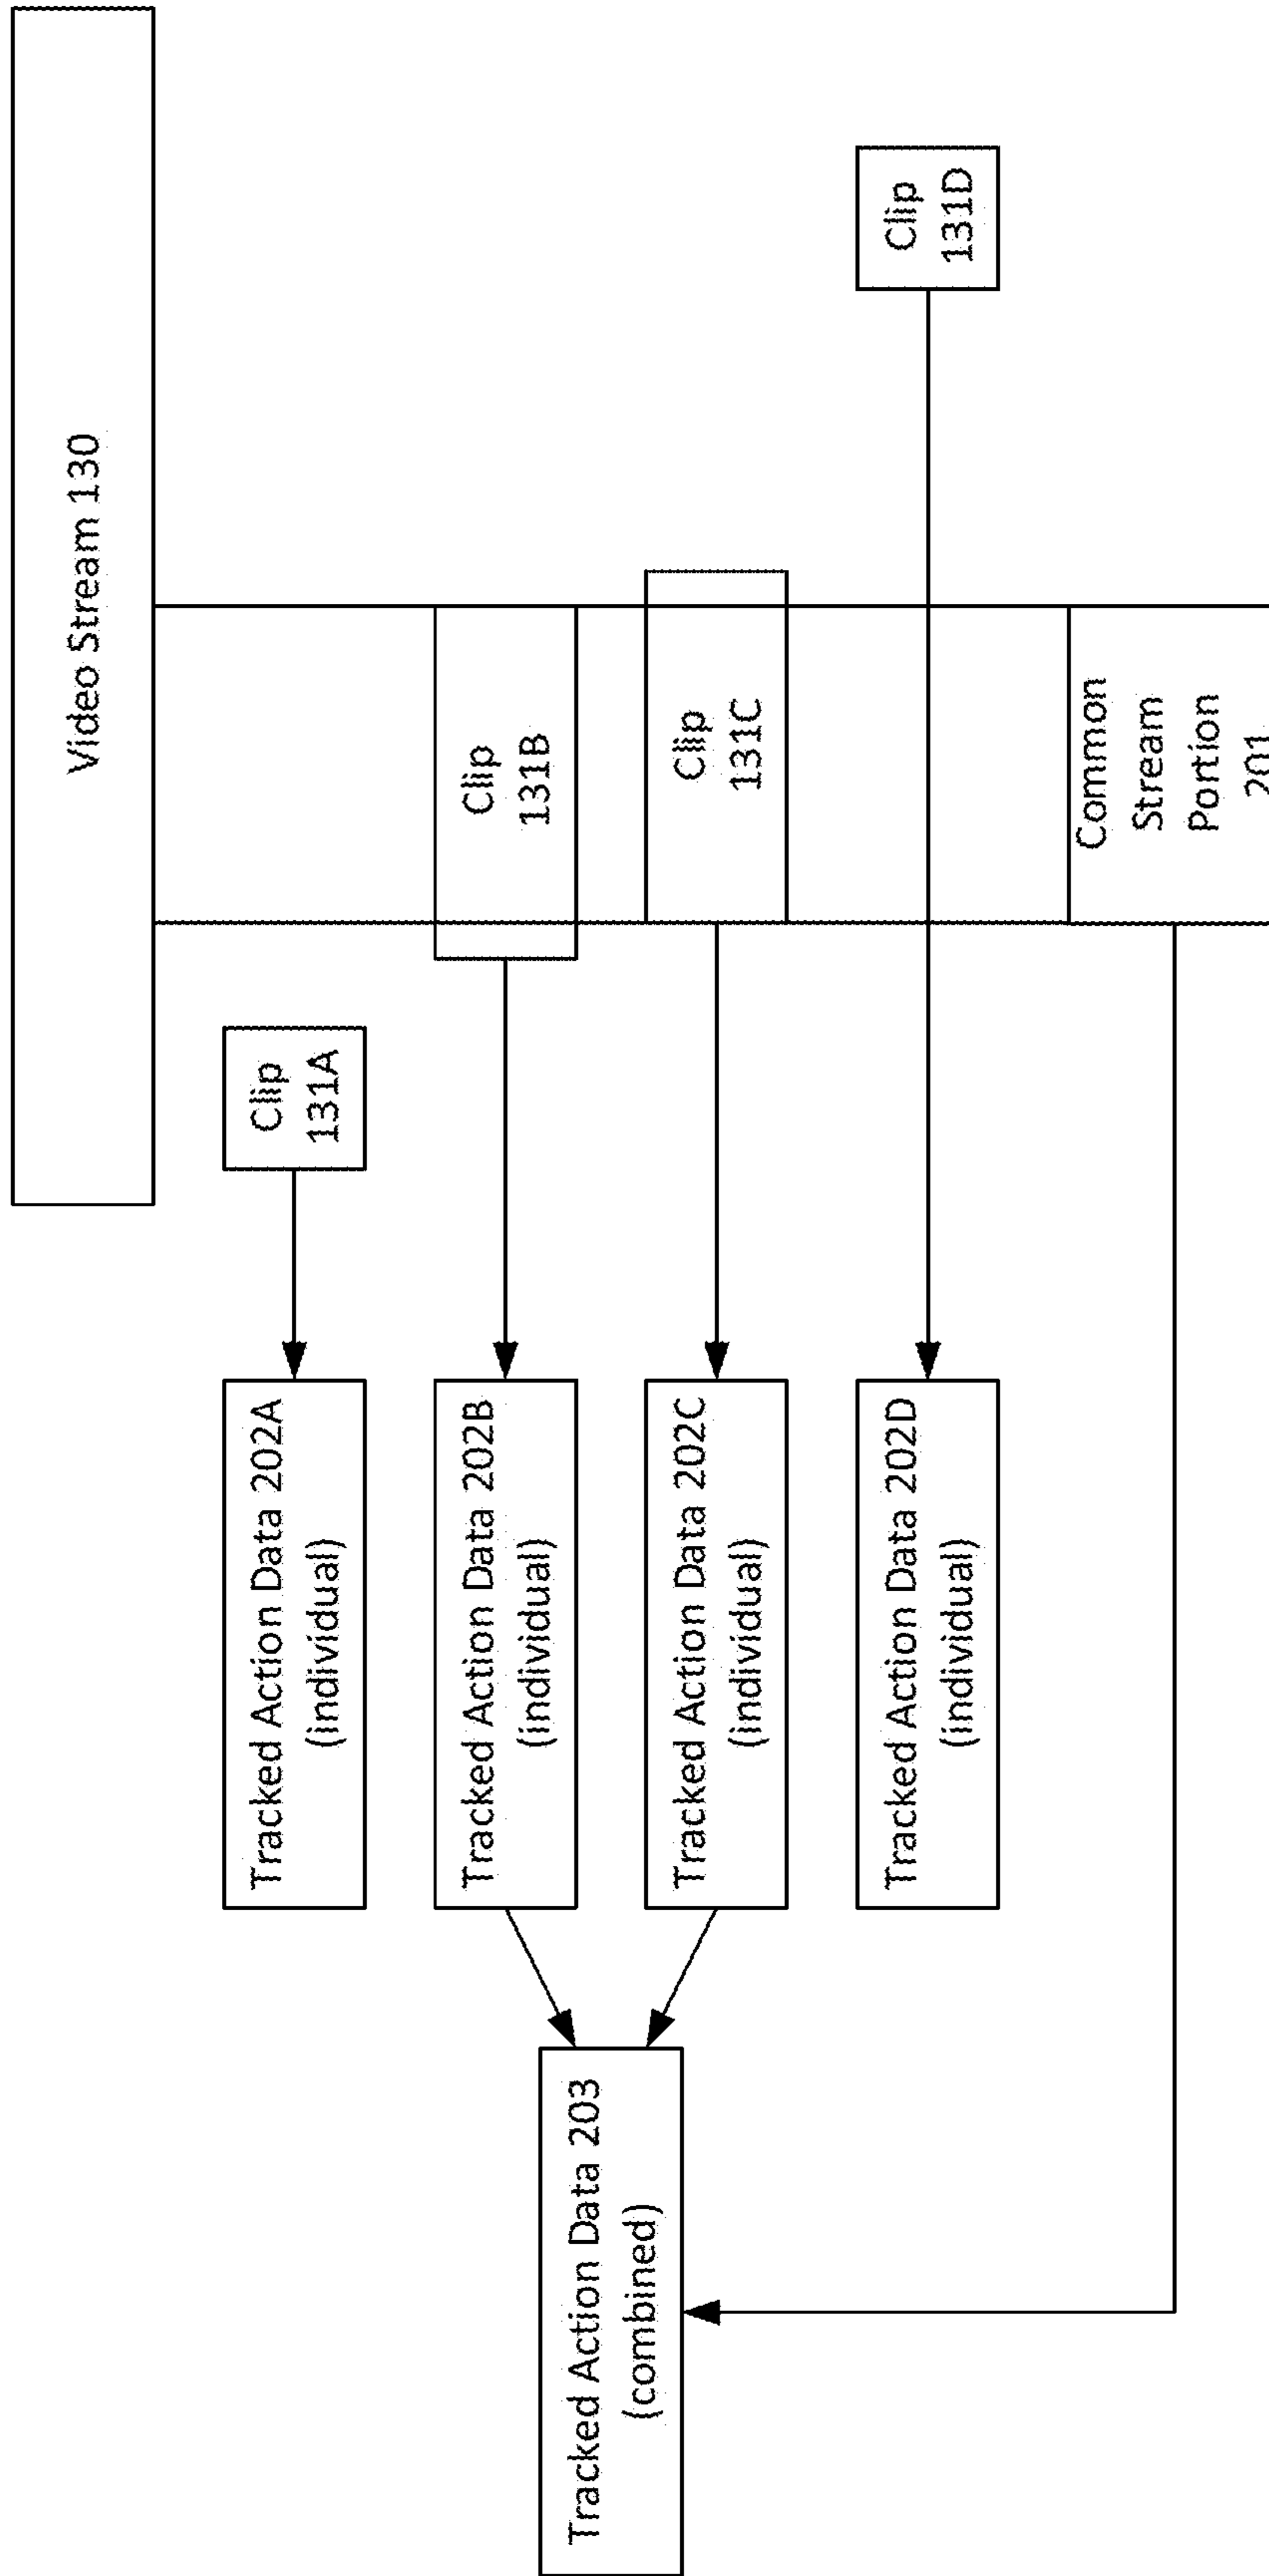 Video Stream 130
Clip
131A
Clip
131B
Clip
131C
Clip
131D
Common
Stream
Portion
201
Tracked Action Data 202A
(individual)
Tracked Action Data 202B
(individual)
Tracked Action Data 202C
(individual)
Tracked Action Data 202D
(individual)
Tracked Action Data 203
(combined)